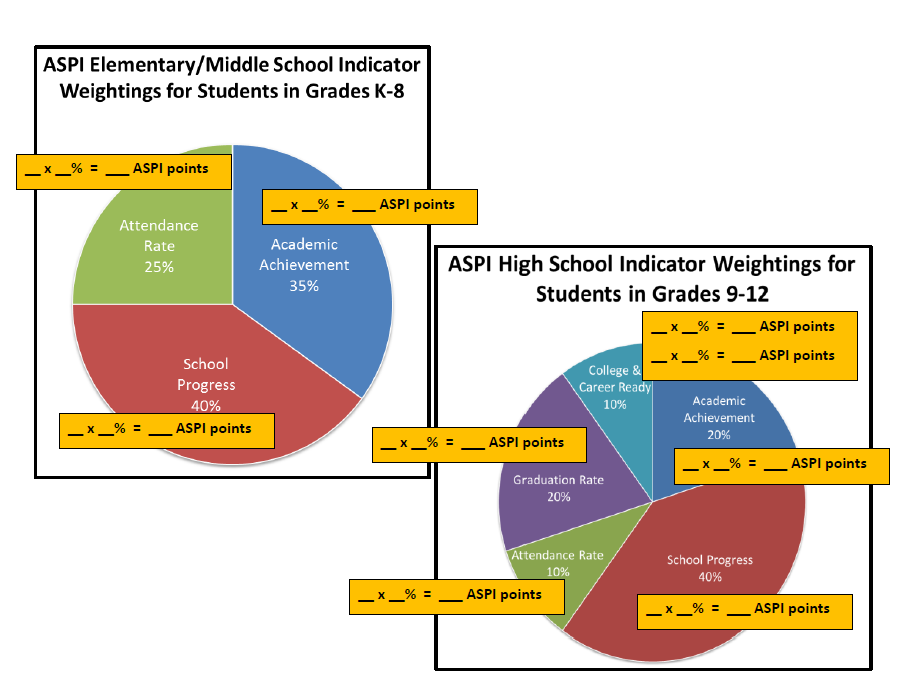 ASPI Elementary/Middle School Indicator
Weightings for Students in Grades K-8
__ x __%  =  ___ ASPI points
__ x __%  =  ___ ASPI points
Attendance
Rate
25%
Academic
Achievement
35%
School
Progress
40%
__ x __%  =  ___ ASPI points
ASPI High School Indicator Weightings for
Students in Grades 9-12
__ x __%  =  ___ ASPI points
__ x __%  =  ___ ASPI points
College &
Career Ready
10%
Academic
Achievement
20%
__ x __%  =  ___ ASPI points
__ x __%  =  ___ ASPI points
Graduation Rate
20%
Attendance Rate
10%
School Progress
40%
__ x __%  =  ___ ASPI points
__ x __%  =  ___ ASPI points